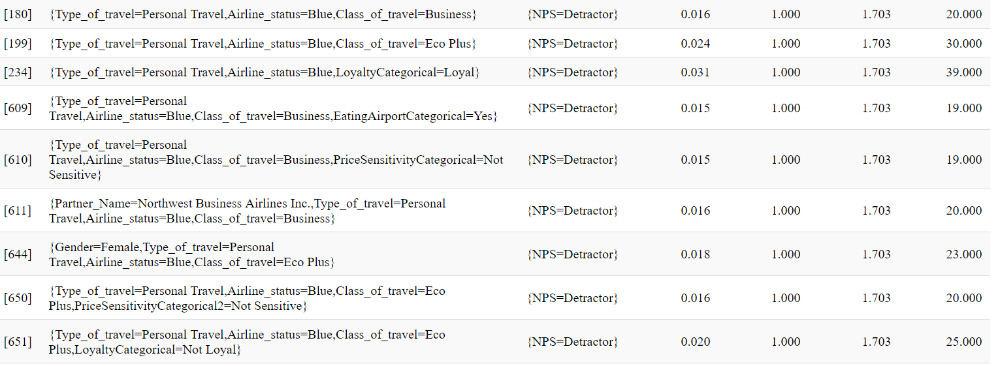 [180] {Type_of_travel=Personal Travel,Airline_status=Blue,Class_of_travel=Business} {NPS=Detractor} 0.016 1.000 1.703 20.000
[199] {Type_of_travel=Personal Travel,Airline_status=Blue,Class_of_travel=Eco Plus} {NPS=Detractor} 0.024 1.000 1.703 30.000
[234] {Type_of_travel=Personal Travel,Airline_status=Blue,LoyaltyCategorical=Loyal} {NPS=Detractor} 0.031 1.000 1.703 39.000
{Type_of_travel=Personal
[609] Travel,Airline_status=Blue,Class_of_travel=Business,EatingAirportCategorical=Yes} {NPS=Detractor} 0.015 1.000 1.703 19.000
{Type_of_travel=Personal
[610] Travel,Airline_status=Blue,Class_of_travel=Business,PriceSensitivityCategorical=Not {NPS=Detractor} 0.015 1.000 1.703 19.000
Sensitive}
{Partner_Name=Northwest Business Airlines Inc.,Type_of_travel=Personal
[611] Travel,Airline_status=Blue,Class_of_travel=Business} {NPS=Detractor} 0.016 1.000 1.703 20.000
{Gender=Female,Type_of_travel=Personal
[644] Travel,Airline_status=Blue,Class_of_travel=Eco Plus} {NPS=Detractor} 0.018 1.000 1.703 23.000
{Type_of_travel=Personal Travel,Airline_status=Blue,Class_of_travel=Eco
[650] Plus,PriceSensitivityCategorical2=Not Sensitive} {NPS=Detractor} 0.016 1.000 1.703 20.000
{Type_of_travel=Personal Travel,Airline_status=Blue,Class_of_travel=Eco
[651] Plus,LoyaltyCategorical=Not Loyal} {NPS=Detractor} 0.020 1.000 1.703 25.000